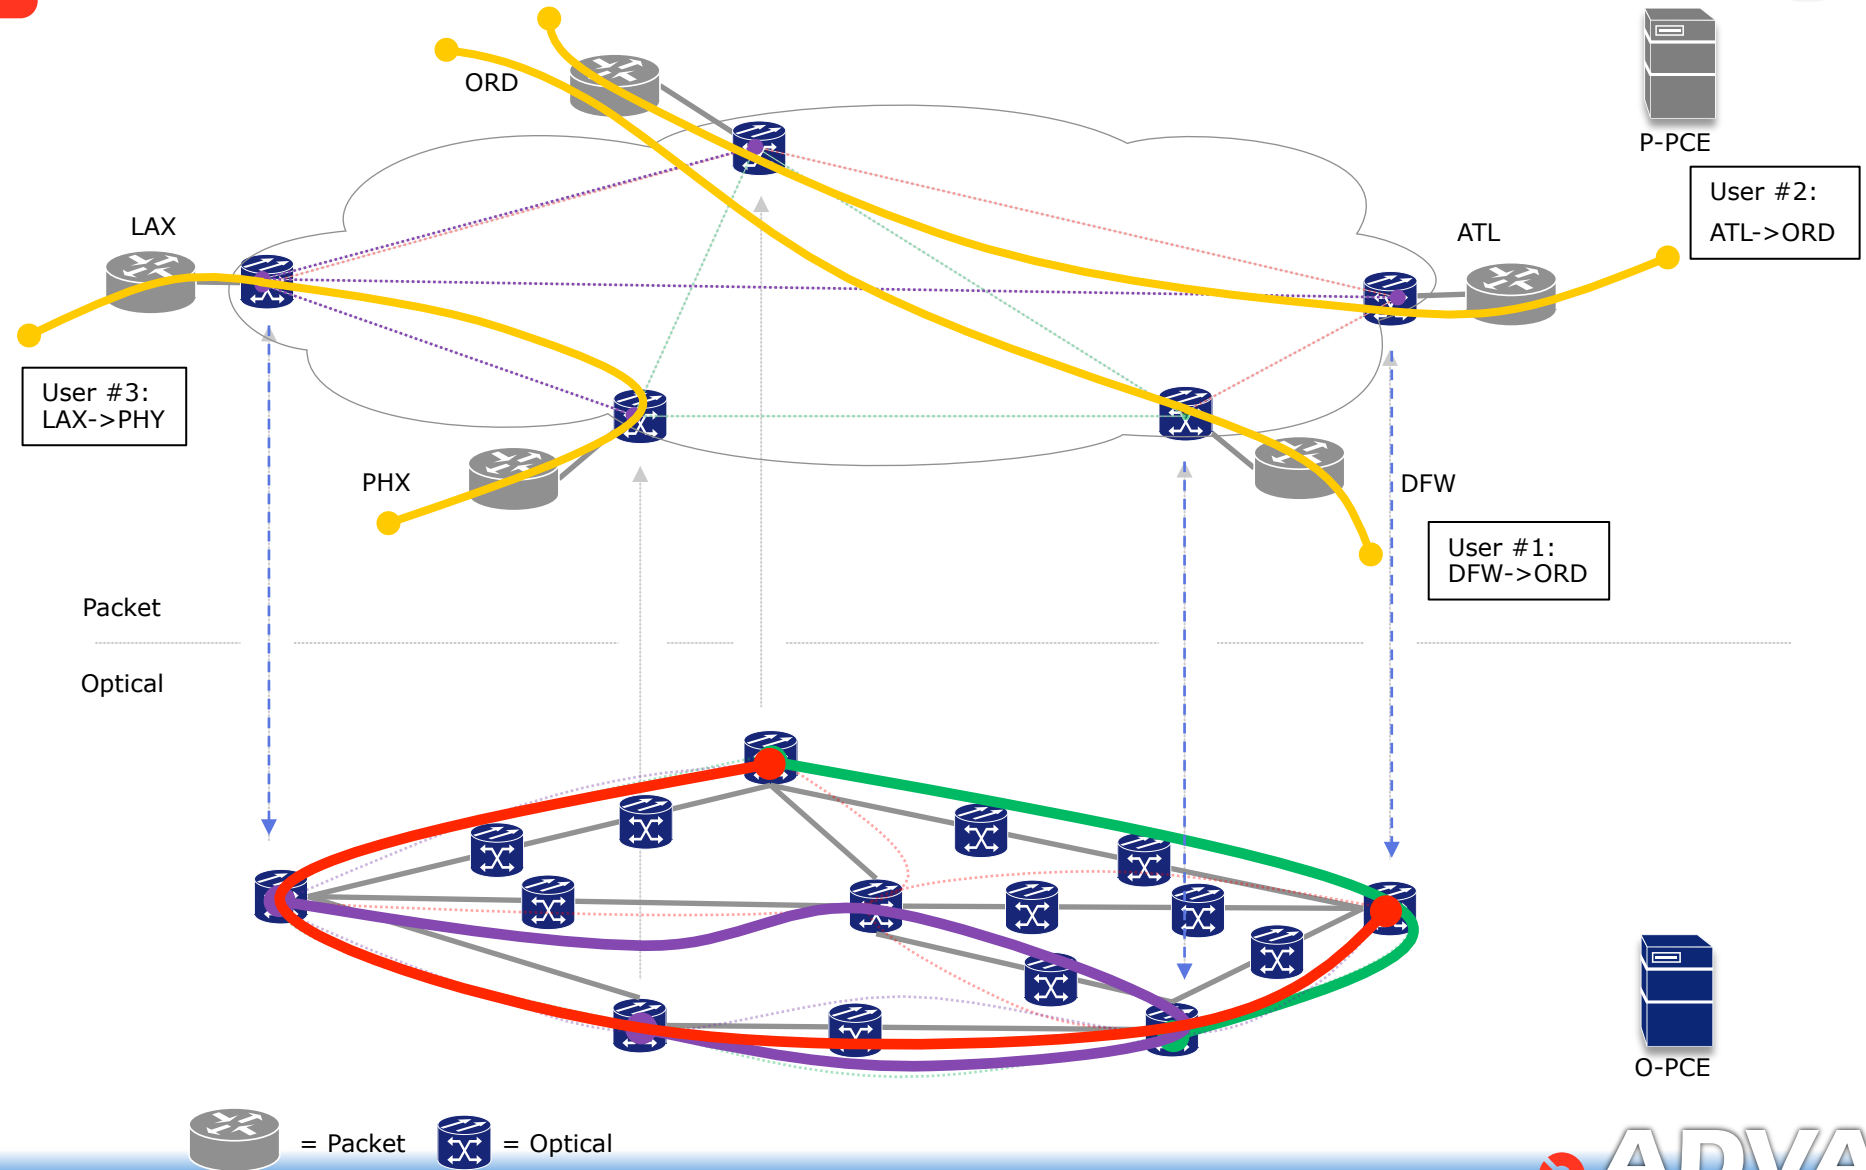 ORD
P-PCE
User #2:
ATL->ORD
LAX
ATL
User #3:
LAX->PHY
PHX
DFW
User #1:
DFW->ORD
Packet
Optical
O-PCE
= Packet
= Optical
ADVA